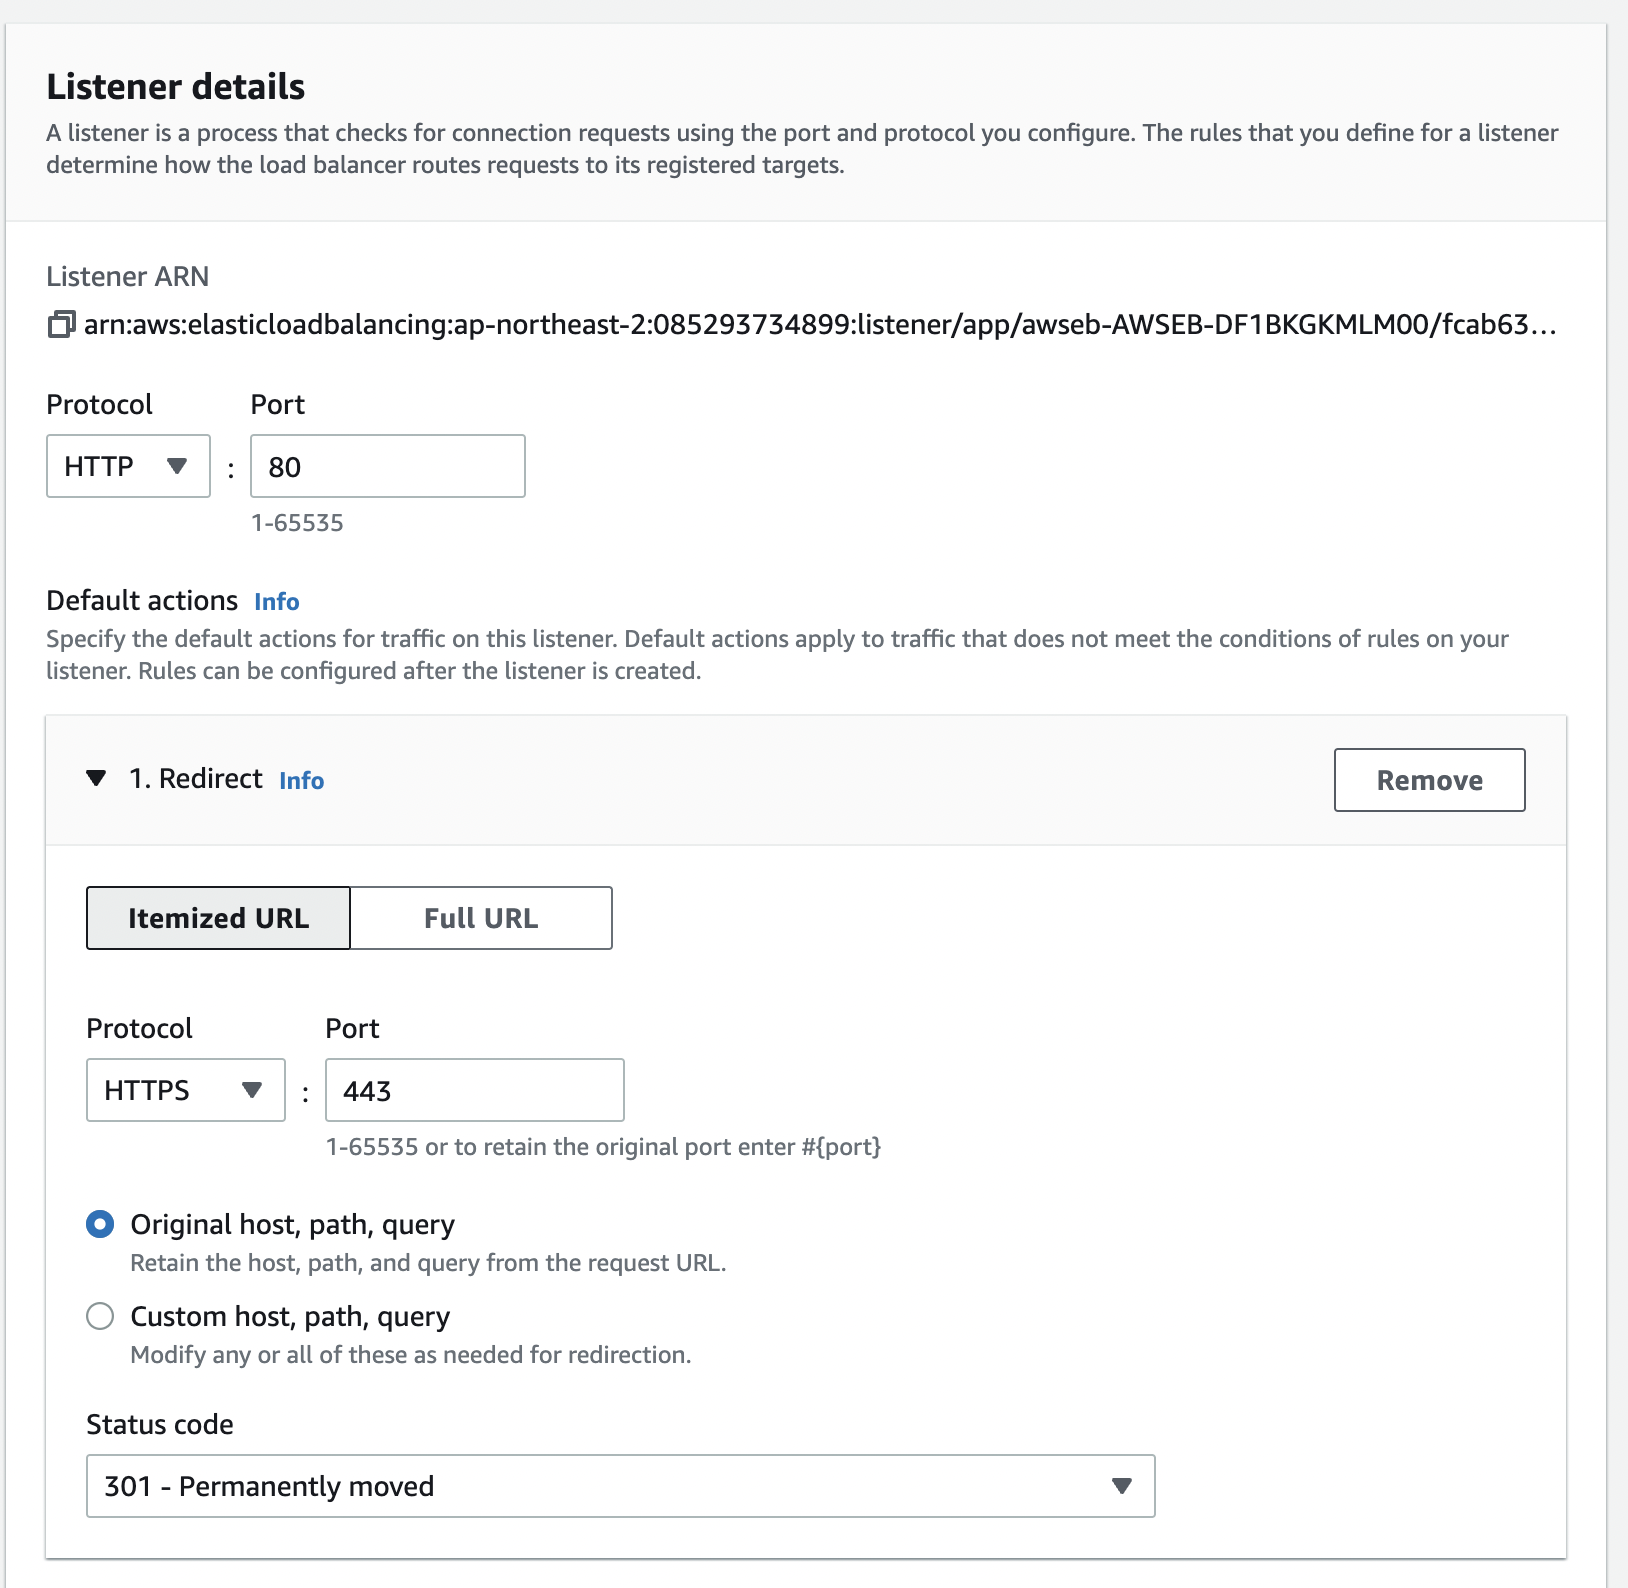 Listener details
A listener is a process that checks for connection requests using the port and protocol you configure. The rules that you define for a listener
determine how the load balancer routes requests to its registered targets.
Listener ARN
arn:aws:elasticloadbalancing:ap-northeast-2:085293734899:listener/app/awseb-AWSEB-DF1BKGKMLM00/fcab63...
Protocol Port
HTTP : 80
1-65535
Default actions Info
Specify the default actions for traffic on this listener. Default actions apply to traffic that does not meet the conditions of rules on your
listener. Rules can be configured after the listener is created.
1. Redirect Info Remove
Itemized URL Full URL
Protocol Port
HTTPS : 443
1-65535 or to retain the original port enter #{port}
Original host, path, query
Retain the host, path, and query from the request URL.
Custom host, path, query
Modify any or all of these as needed for redirection.
Status code
301 - Permanently moved